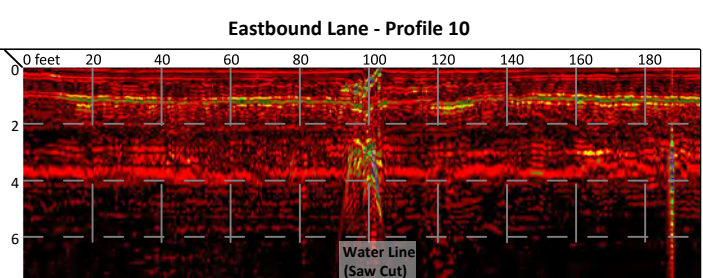 Eastbound Lane - Profile 10
0 feet 20 40 60 80 100 120 140 160 180
0
2
4
6
Water Line
(Saw Cut)